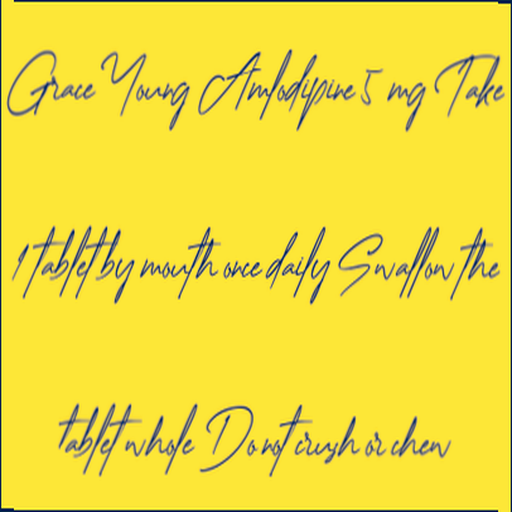 Grace Young Amlodipine 5 mg Take
1 tablet by mouth once daily Swallow the
tablet whole Do not crush or chew